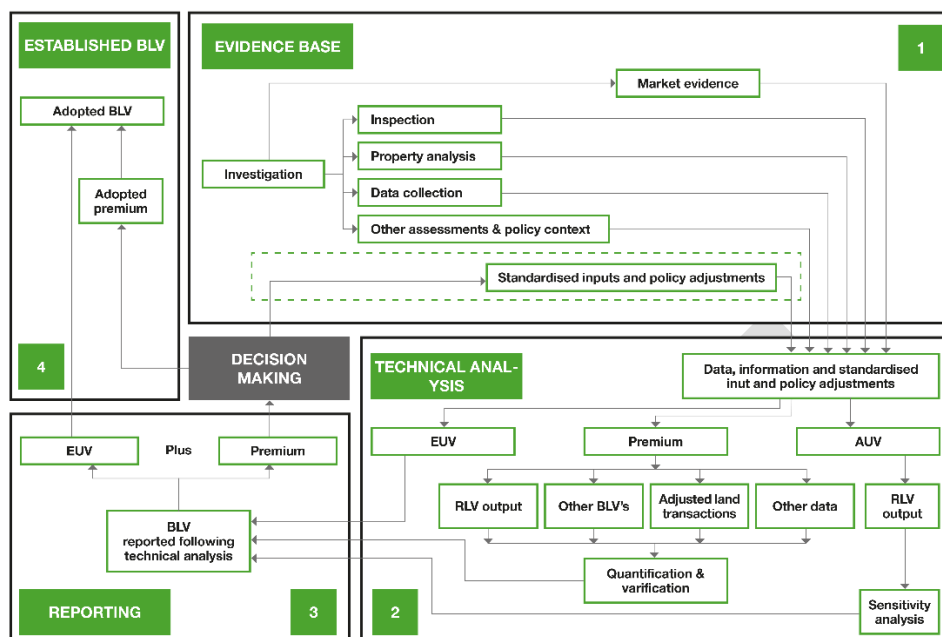 ESTABLISHED BLV
Adopted BLV
Adopted
premium
4
EVIDENCE BASE
1
Market evidence
Inspection
Property analysis
Investigation
Data collection
Other assessments & policy context
Standardised inputs and policy adjustments
DECISION
MAKING
TECHNICAL ANAL-
YSIS
Data, information and standardised
inut and policy adjustments
EUV
Premium
AUV
RLV output
Other BLV's
Adjusted land
transactions
Other data
RLV
output
Quantification &
varification
Sensitivity
analysis
2
EUV
Plus
Premium
BLV
reported following
technical analysis
REPORTING
3